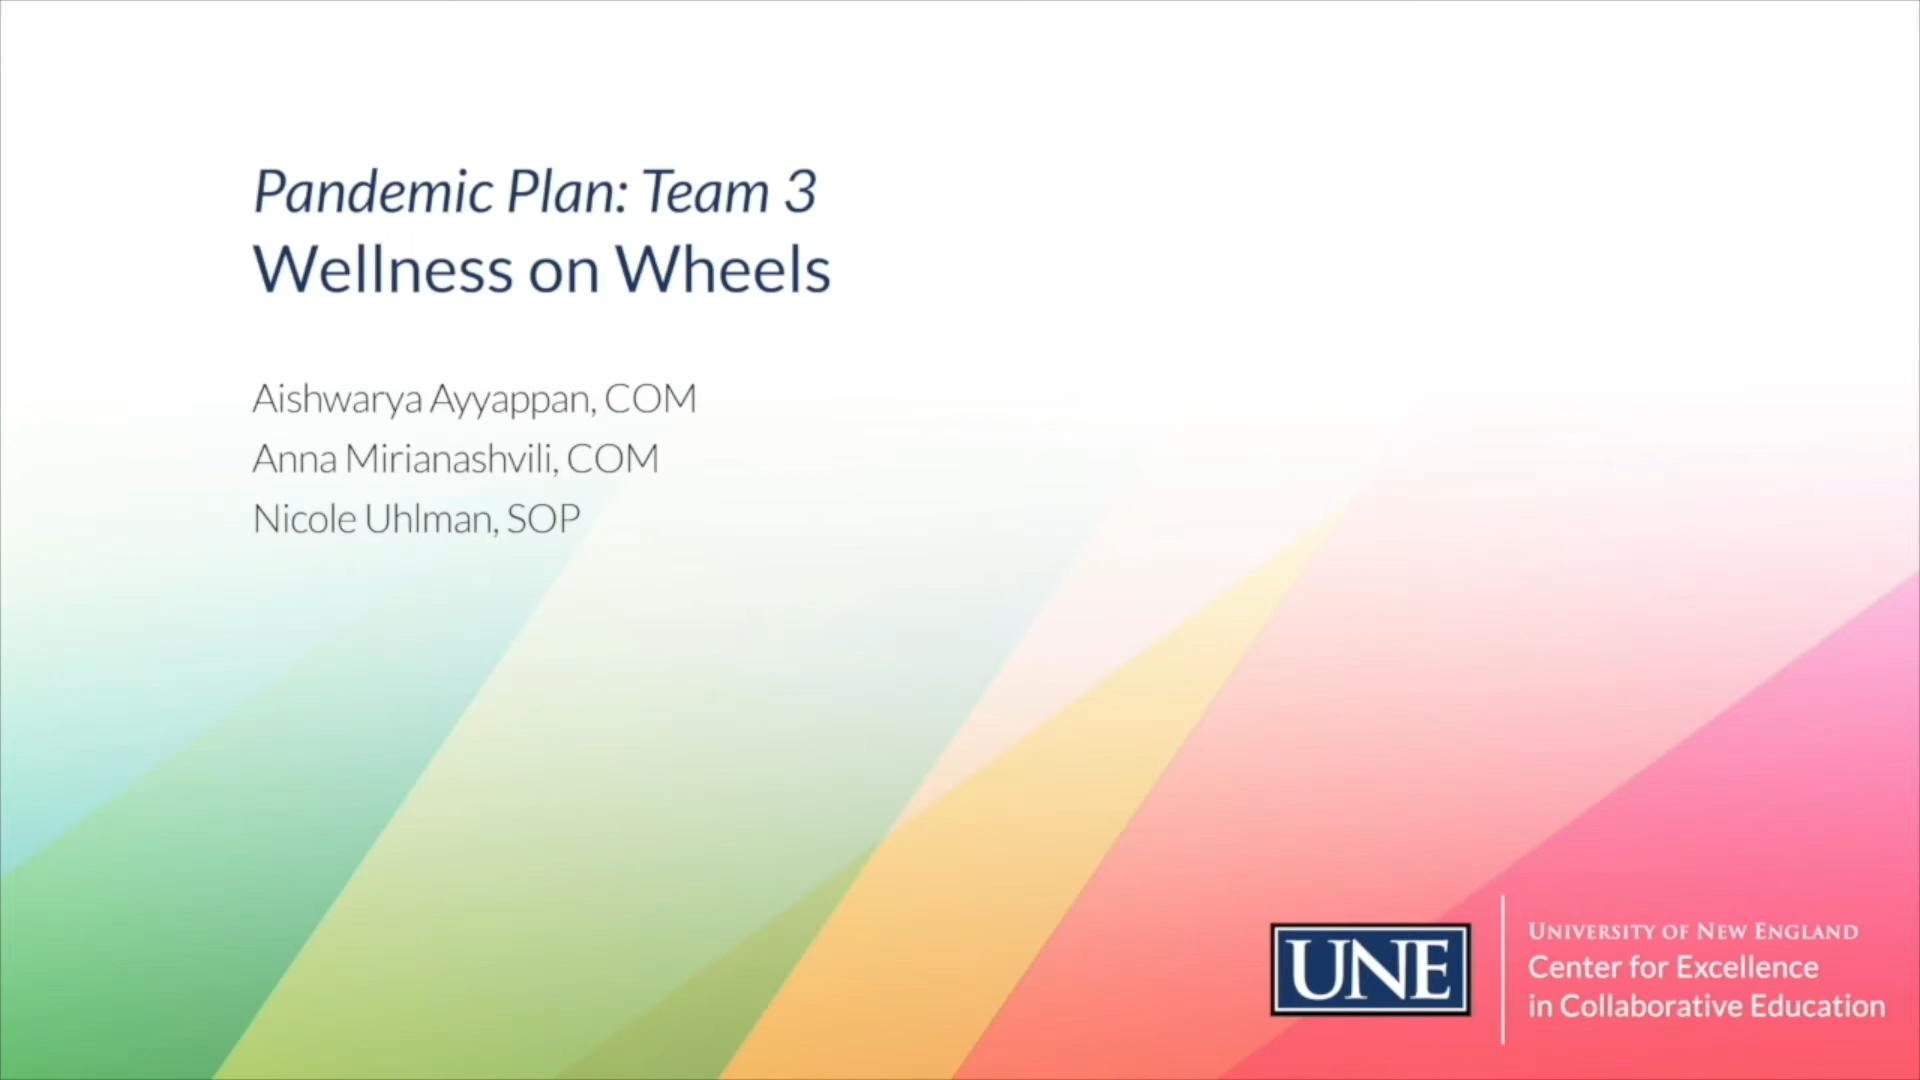 Pandemic Plan: Team 3
Wellness on Wheels
Aishwarya Ayyappan, COM
Anna Mirianashvili, COM
Nicole Uhlman, SOP
UNE
UNIVERSITY OF NEW ENGLAND
Center for Excellence
in Collaborative Education